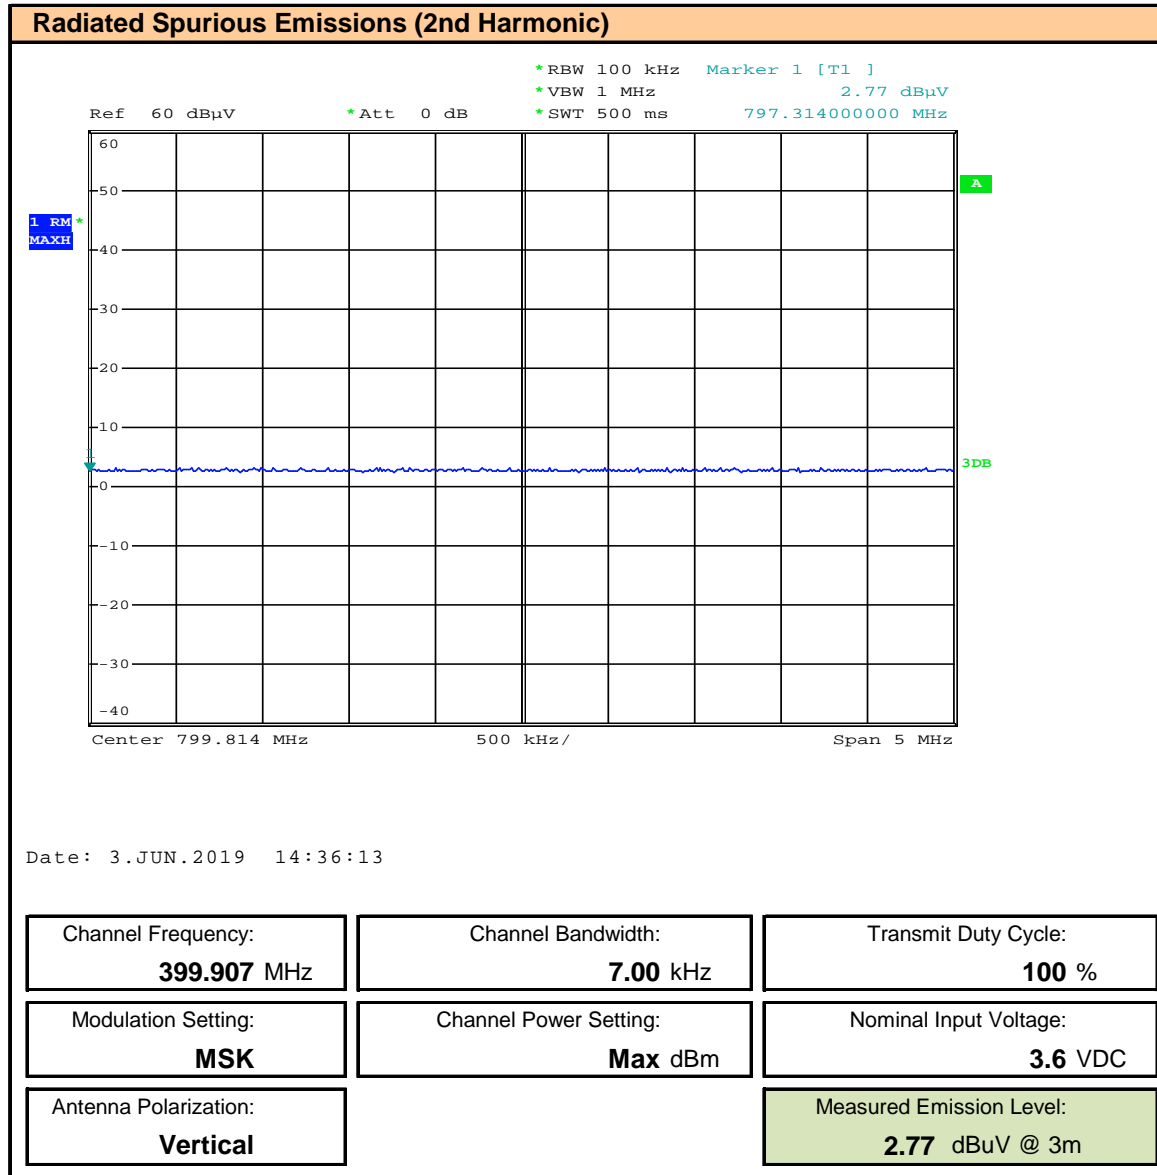 Radiated Spurious Emissions (2nd Harmonic)
*RBW 100 kHz Marker 1 [T1 ]
*VBW 1 MHz 2.77 dBµV
Ref 60 dBµV *Att 0 dB *SWT 500 ms 797.314000000 MHz
60
50
A
1 RM *
MAXH
40
30
20
10
1
3DB
0
-10
-20
-30
-40
Center 799.814 MHz 500 kHz/ Span 5 MHz
Date: 3.JUN.2019 14:36:13
Channel Frequency: Channel Bandwidth: Transmit Duty Cycle:
399.907 MHz 7.00 kHz 100 %
Modulation Setting: Channel Power Setting: Nominal Input Voltage:
MSK Max dBm 3.6 VDC
Antenna Polarization: Measured Emission Level:
Vertical 2.77 dBuV @ 3m